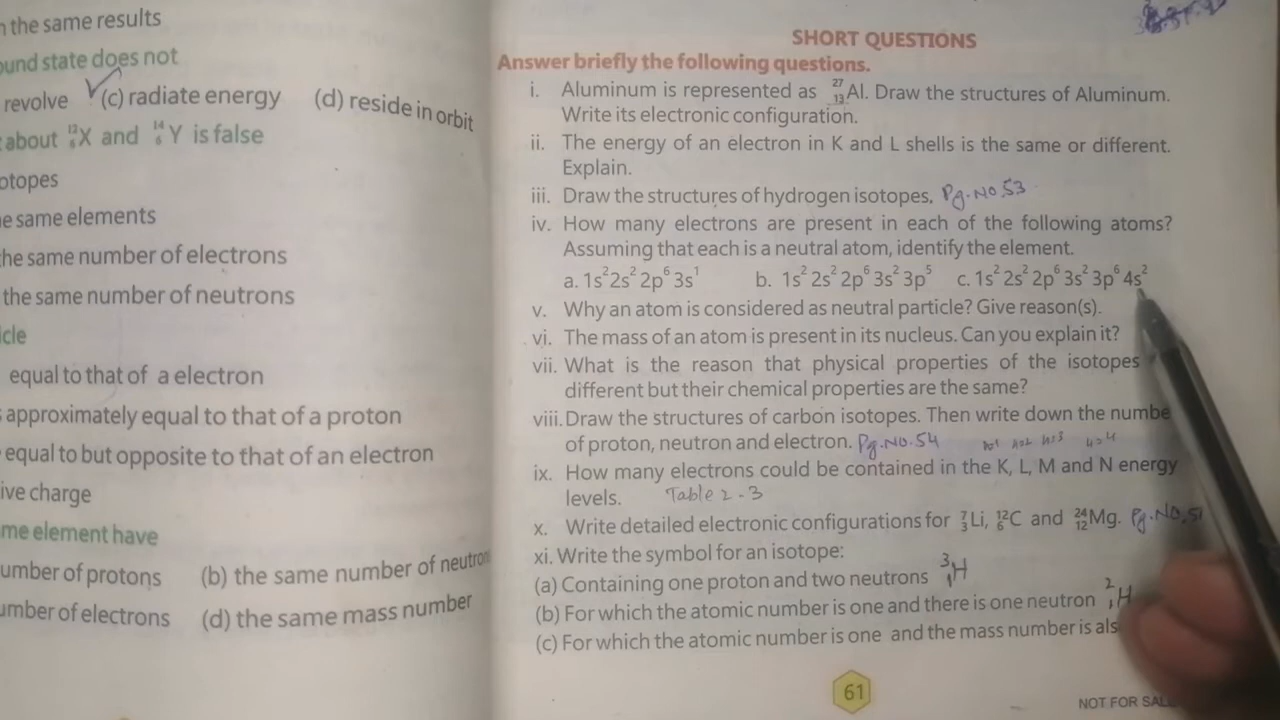 n the same results
ound state does not
revolve (c) radiate energy (d) reside in orbit
about ¹²₆X and ¹⁴₆Y is false
otopes
e same elements
he same number of electrons
the same number of neutrons
cle
equal to that of a electron
approximately equal to that of a proton
equal to but opposite to that of an electron
ive charge
me element have
umber of protons (b) the same number of neutron
umber of electrons (d) the same mass number
SHORT QUESTIONS
Answer briefly the following questions.
i. Aluminum is represented as ²⁷₁₃Al. Draw the structures of Aluminum.
Write its electronic configuration.
ii. The energy of an electron in K and L shells is the same or different.
Explain.
iii. Draw the structures of hydrogen isotopes, Pg.No.53
iv. How many electrons are present in each of the following atoms?
Assuming that each is a neutral atom, identify the element.
a. 1s²2s² 2p⁶3s¹ b. 1s² 2s² 2p⁶ 3s² 3p⁵ c. 1s² 2s² 2p⁶ 3s² 3p⁶ 4s²
v. Why an atom is considered as neutral particle? Give reason(s).
vi. The mass of an atom is present in its nucleus. Can you explain it?
vii. What is the reason that physical properties of the isotopes
different but their chemical properties are the same?
viii. Draw the structures of carbon isotopes. Then write down the numbe
of proton, neutron and electron. Pg.No.54
ix. How many electrons could be contained in the K, L, M and N energy
levels. Table 2-3
x. Write detailed electronic configurations for ⁷₃Li, ¹²₆C and ²⁴₁₂Mg. Pg.No.51
xi. Write the symbol for an isotope:
(a) Containing one proton and two neutrons ³₁H
(b) For which the atomic number is one and there is one neutron ²₁H
(c) For which the atomic number is one and the mass number is als
61
NOT FOR SAL